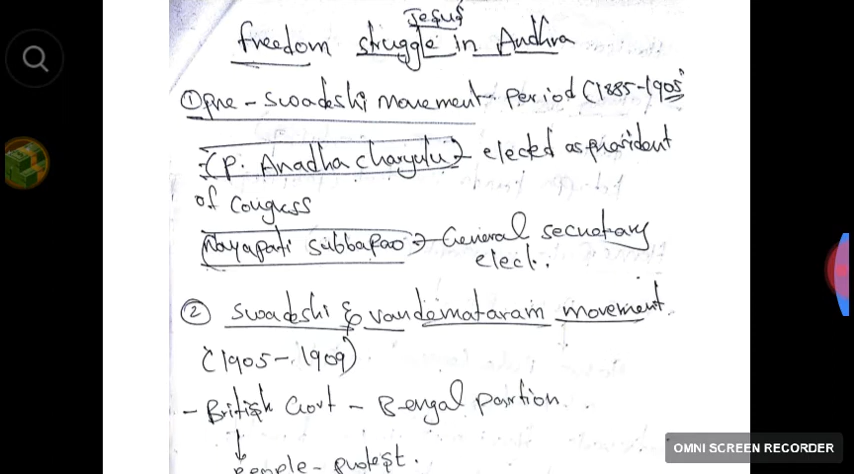 Jesus
freedom struggle in Andhra
① pre - swadeshi movement period (1885-1905)
(P. Anadha charyulu) → elected as president
of Congress
Nayapati subbarao → General secretary
elect.
② swadeshi & vandemataram movement
(1905-1909)
- British Govt - Bengal partion
people - protest.
OMNI SCREEN RECORDER